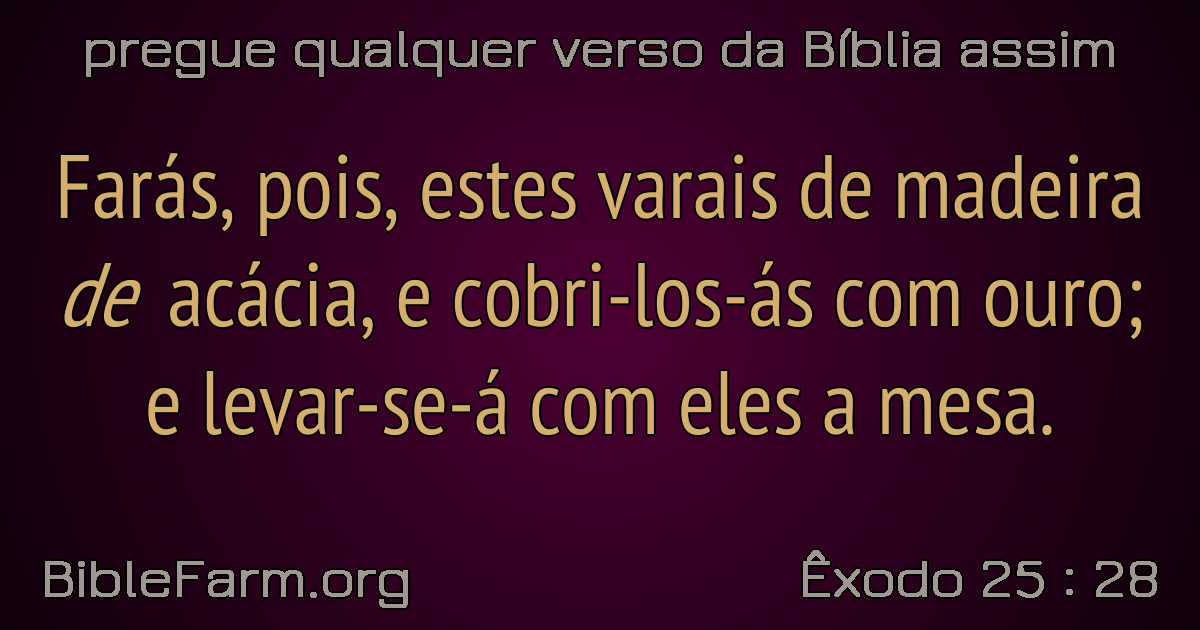 pregue qualquer verso da Bíblia assim
Farás, pois, estes varais de madeira
de acácia, e cobri-los-ás com ouro;
e levar-se-á com eles a mesa.
BibleFarm.org
Êxodo 25 : 28